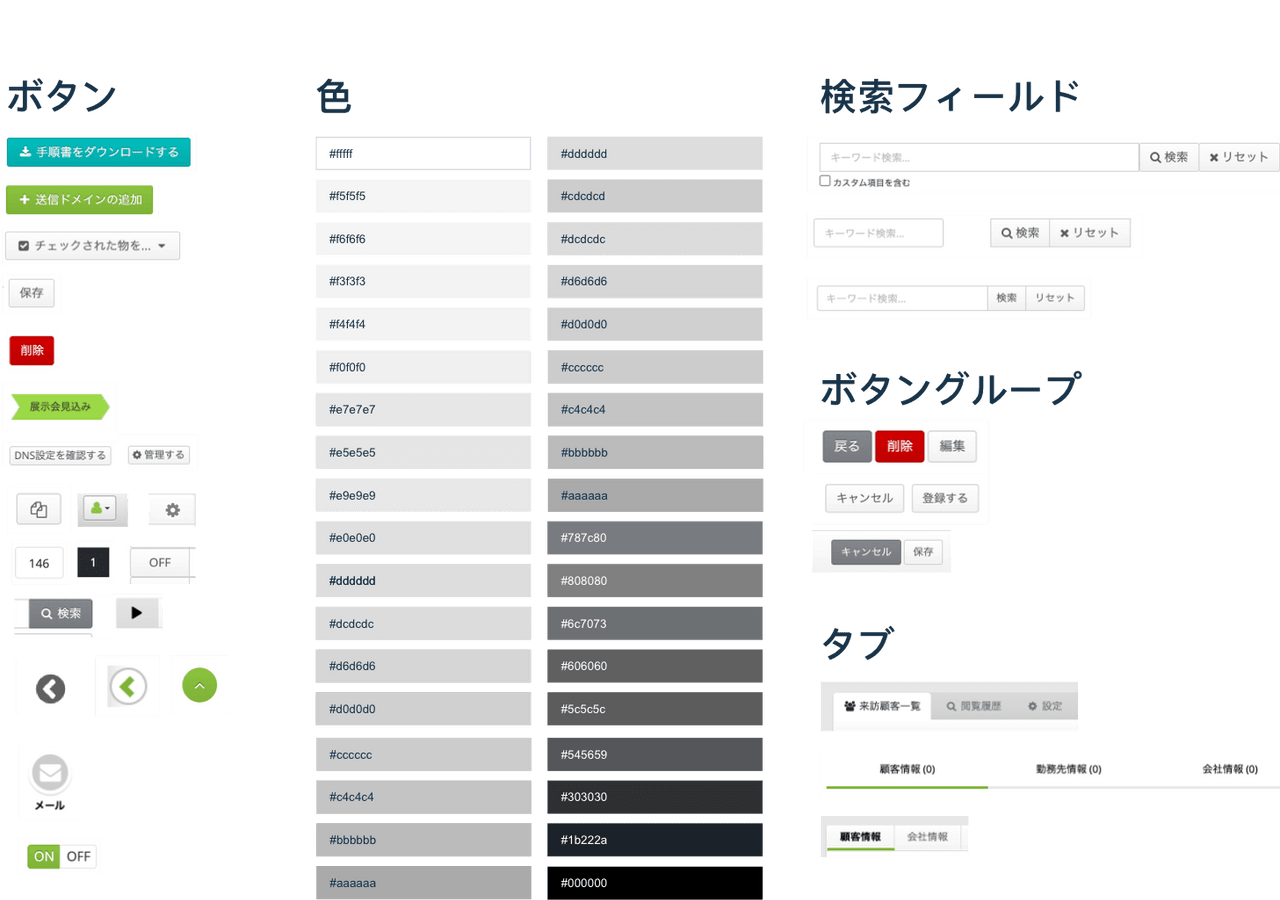 ボタン
手順書をダウンロードする
送信ドメインの追加
チェックされた物を...
保存
削除
展示会見込み
DNS設定を確認する
管理する
146
1
OFF
検索
メール
ON OFF
色
#fffff
#f5f5f5
#f6f6f6
#f3f3f3
#f4f4f4
#f0f0f0
#e7e7e7
#e5e5e5
#e9e9e9
#e0e0e0
#dddddd
#dcdcdc
#d6d6d6
#d0d0d0
#cccccc
#c4c4c4
#bbbbbb
#aaaaaa
#dddddd
#cdcdcd
#dcdcdc
#d6d6d6
#d0d0d0
#cccccc
#c4c4c4
#bbbbbb
#aaaaaa
#787c80
#808080
#6c7073
#606060
#5c5c5c
#545659
#303030
#1b222a
#000000
検索フィールド
キーワード検索...
検索
リセット
カスタム項目を含む
キーワード検索...
検索
リセット
キーワード検索...
検索
リセット
ボタングループ
戻る
削除
編集
キャンセル
登録する
キャンセル
保存
タブ
来訪顧客一覧
閲覧履歴
設定
顧客情報 (0)
勤務先情報 (0)
会社情報 (0)
顧客情報
会社情報